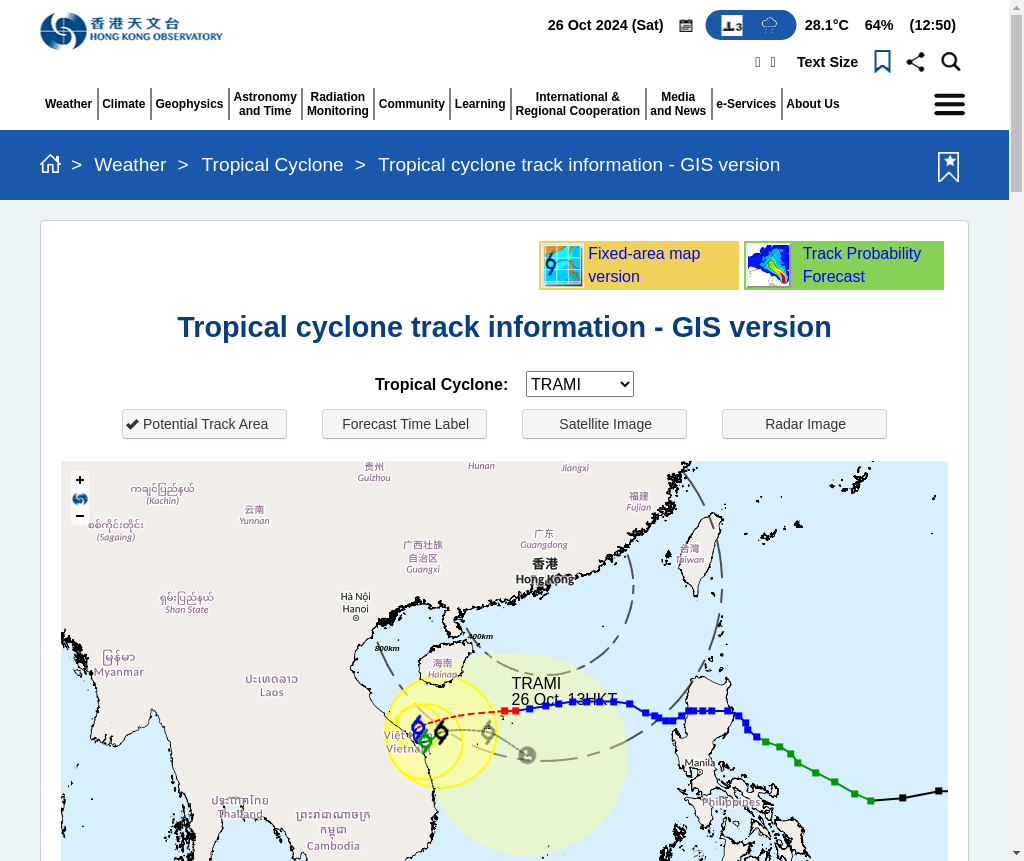 香港天文台
HONG KONG OBSERVATORY
26 Oct 2024 (Sat)
3
28.1°C
64%
(12:50)
Text Size
Weather
Climate
Geophysics
Astronomy
and Time
Radiation
Monitoring
Community
Learning
International &
Regional Cooperation
Media
and News
e-Services
About Us
> Weather > Tropical Cyclone > Tropical cyclone track information - GIS version
Fixed-area map
version
Track Probability
Forecast
Tropical cyclone track information - GIS version
Tropical Cyclone:
TRAMI
Potential Track Area
Forecast Time Label
Satellite Image
Radar Image
+
−
贵州
Guizhou
Hunan
Jiangxi
ကချင်ပြည်နယ်
(Kachin)
云南
Yunnan
福建
Fujian
စစ်ကိုင်းတိုင်း
(Sagaing)
广西壮族
自治区
Guangxi
广东
Guangdong
台灣
Taiwan
香港
Hong Kong
ရှမ်းပြည်နယ်
Shan State
Hà Nội
Hanoi
400km
800km
မြန်မာ
Myanmar
海南
Hainan
ປະເທດລາວ
Laos
TRAMI
26 Oct, 13HKT
Việt
Vietna
Manila
ประเทศไทย
Thailand
Philippines
ព្រះរាជាណាចក្រ
កម្ពុជា
Cambodia